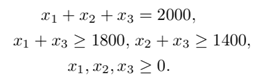 x₁ + x₂ + x₃ = 2000,
x₁ + x₃ ≥ 1800, x₂ + x₃ ≥ 1400,
x₁, x₂, x₃ ≥ 0.